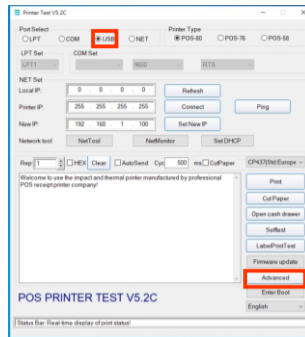 Printer Test V5.2C
Port Select
LPT COM USB NET
Printer Type
POS-80 POS-76 POS-58
LPT Set
LPT1
COM Set
9600 RTS
NET Set
Local IP: 0 . 0 . 0 . 0 Refresh
Printer IP: 255 . 255 . 255 . 255 Connect Ping
New IP: 192 . 168 . 1 . 100 Set New IP
Network tool: NetTool NetMonitor Set DHCP
Rep: 1 HEX Clear AutoSend Cyc 500 ms CutPaper CP437(Std:Europe
Welcome to use the impact and thermal printer manufactured by professional
POS receipt printer company!
Print
Cut Paper
Open cash drawer
Selftest
LabelPrintTest
Firmware update
Advanced
Enter Boot
English
POS PRINTER TEST V5.2C
Status Bar: Real-time display of print status!